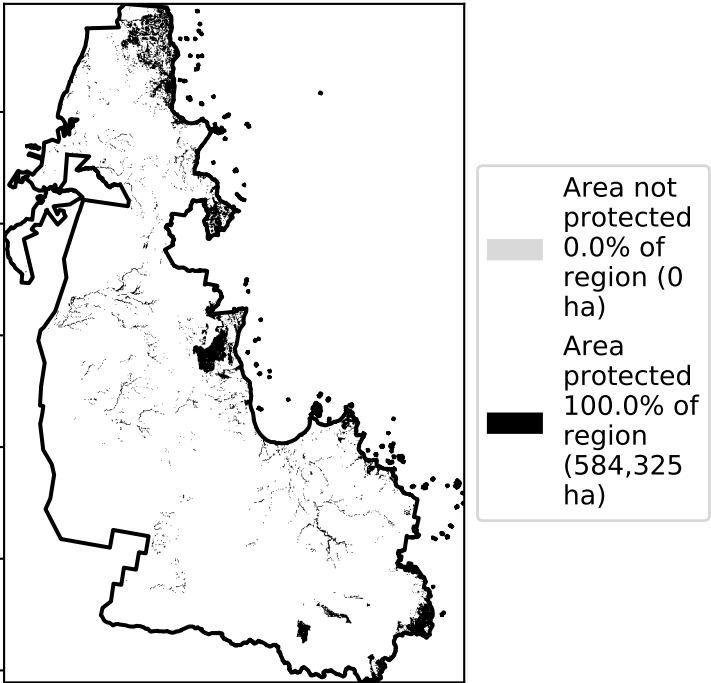 Area not
protected
0.0% of
region (0
ha)
Area
protected
100.0% of
region
(584,325
ha)